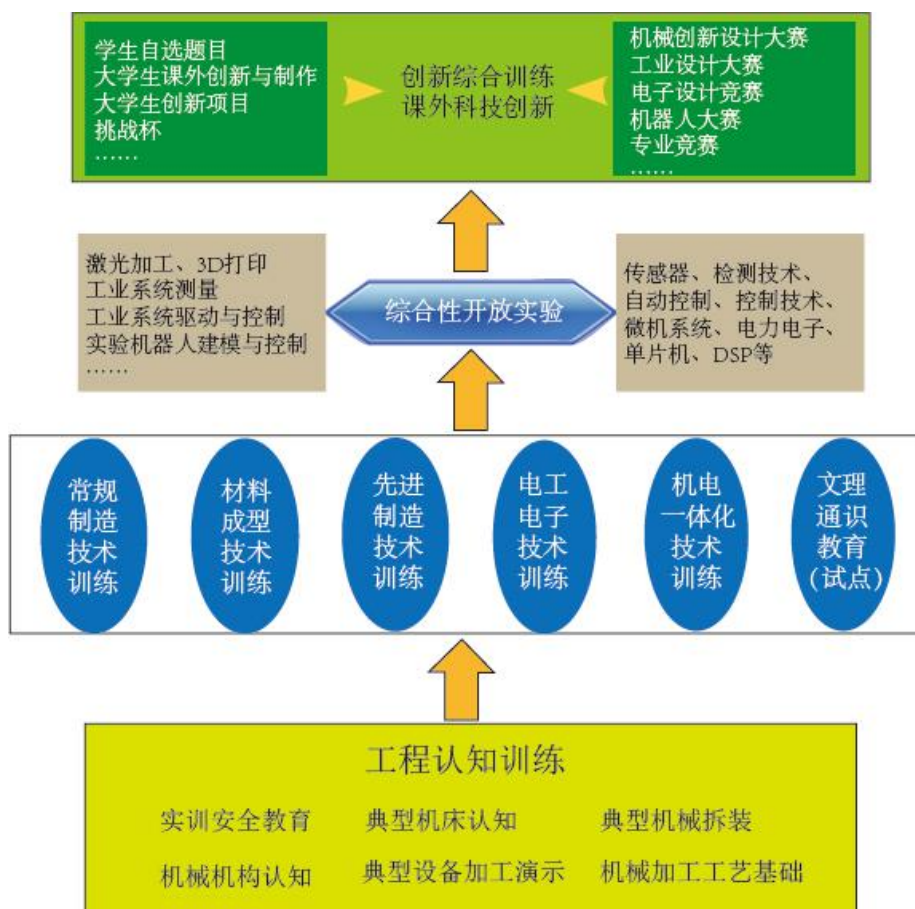 学生自选题目
大学生课外创新与制作
大学生创新项目
挑战杯
……
创新综合训练
课外科技创新
机械创新设计大赛
工业设计大赛
电子设计竞赛
机器人大赛
专业竞赛
……
激光加工、3D打印
工业系统测量
工业系统驱动与控制
实验机器人建模与控制
……
综合性开放实验
传感器、检测技术、
自动控制、控制技术、
微机系统、电力电子、
单片机、DSP等
常规
制造
技术
训练
材料
成型
技术
训练
先进
制造
技术
训练
电工
电子
技术
训练
机电
一体化
技术
训练
文理
通识
教育
(试点)
工程认知训练
实训安全教育
典型机床认知
典型机械拆装
机械机构认知
典型设备加工演示
机械加工工艺基础